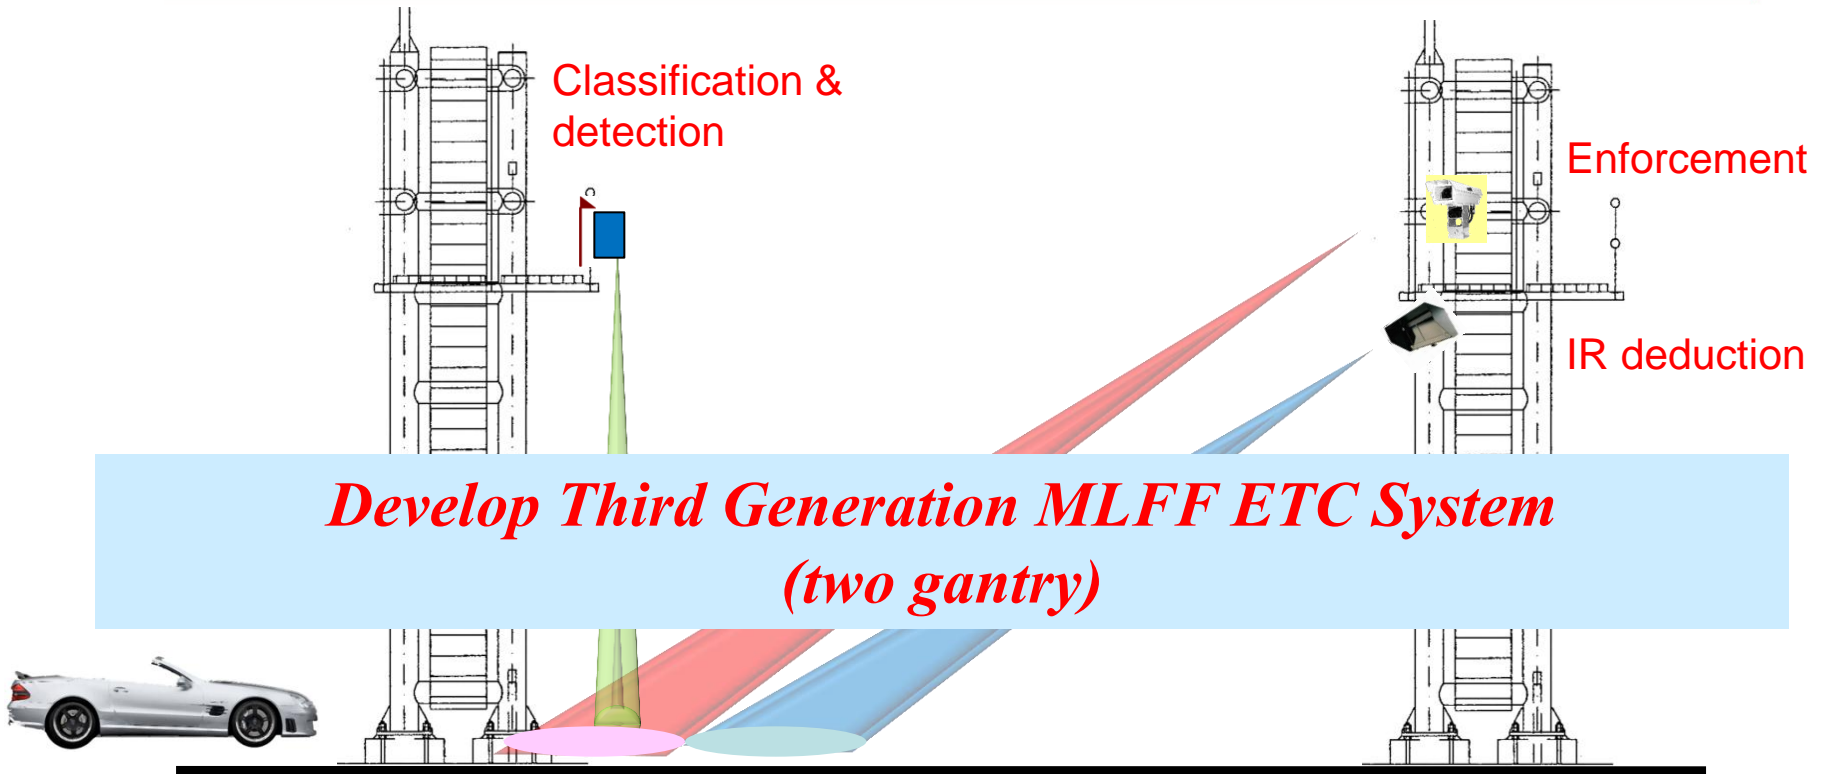 Classification &
detection
Enforcement
IR deduction
Develop Third Generation MLFF ETC System
(two gantry)